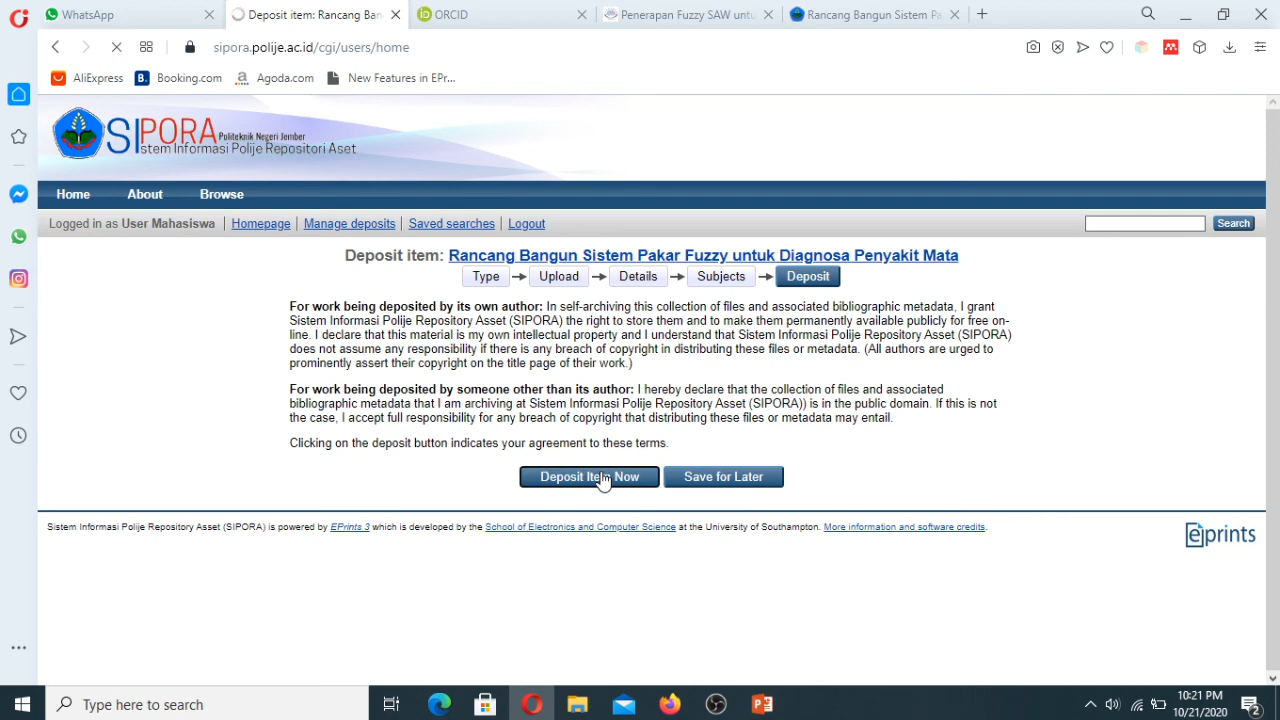 WhatsApp
Deposit item: Rancang Ban
ORCID
Penerapan Fuzzy SAW untu
Rancang Bangun Sistem Pa
sipora.polije.ac.id/cgi/users/home
AliExpress
Booking.com
Agoda.com
New Features in EPr...
SIPORA Politeknik Negeri Jember
stem Informasi Polije Repositori Aset
Home About Browse
Logged in as User Mahasiswa | Homepage | Manage deposits | Saved searches | Logout
Search
Deposit item: Rancang Bangun Sistem Pakar Fuzzy untuk Diagnosa Penyakit Mata
Type Upload Details Subjects Deposit
For work being deposited by its own author: In self-archiving this collection of files and associated bibliographic metadata, I grant
Sistem Informasi Polije Repository Asset (SIPORA) the right to store them and to make them permanently available publicly for free on-
line. I declare that this material is my own intellectual property and I understand that Sistem Informasi Polije Repository Asset (SIPORA)
does not assume any responsibility if there is any breach of copyright in distributing these files or metadata. (All authors are urged to
prominently assert their copyright on the title page of their work.)
For work being deposited by someone other than its author: I hereby declare that the collection of files and associated
bibliographic metadata that I am archiving at Sistem Informasi Polije Repository Asset (SIPORA)) is in the public domain. If this is not
the case, I accept full responsibility for any breach of copyright that distributing these files or metadata may entail.
Clicking on the deposit button indicates your agreement to these terms.
Deposit Item Now
Save for Later
Sistem Informasi Polije Repository Asset (SIPORA) is powered by EPrints 3 which is developed by the School of Electronics and Computer Science at the University of Southampton. More information and software credits.
eprints
Type here to search
10:21 PM
10/21/2020
2